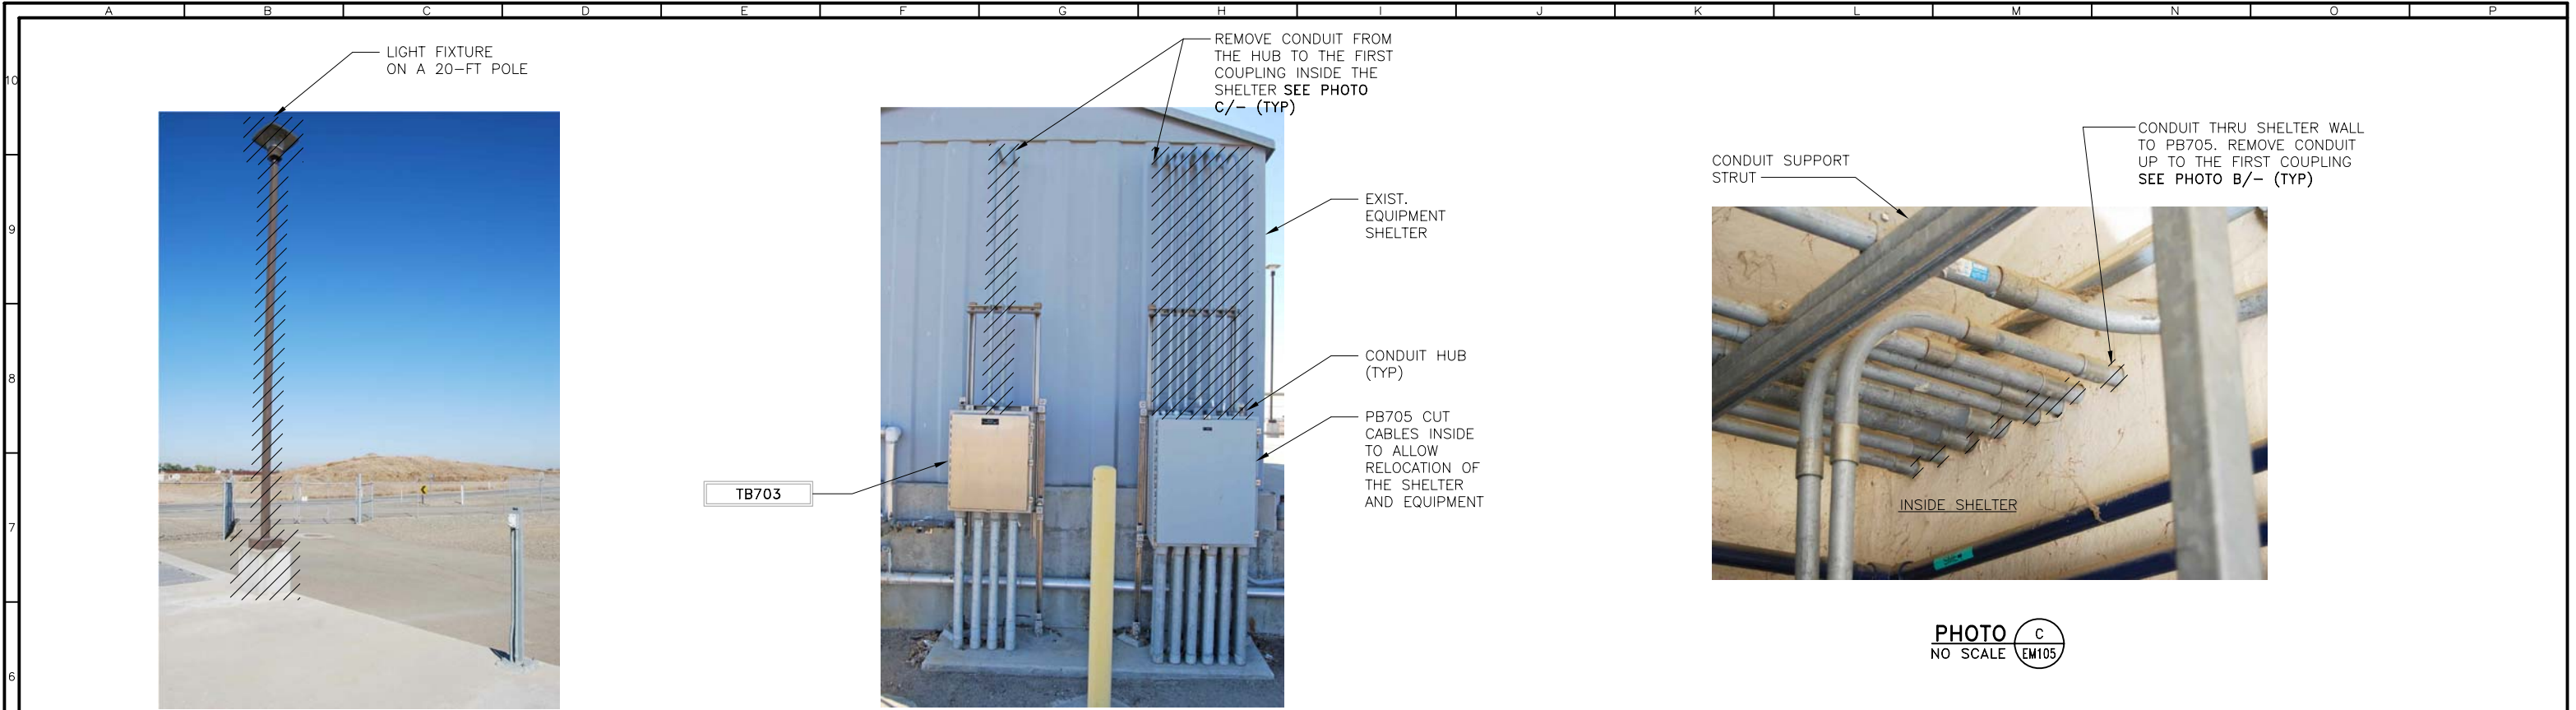 A B C D E F G H I J K L M N O P
10
9
8
7
6
LIGHT FIXTURE
ON A 20-FT POLE
REMOVE CONDUIT FROM
THE HUB TO THE FIRST
COUPLING INSIDE THE
SHELTER SEE PHOTO
C/- (TYP)
EXIST.
EQUIPMENT
SHELTER
CONDUIT HUB
(TYP)
PB705 CUT
CABLES INSIDE
TO ALLOW
RELOCATION OF
THE SHELTER
AND EQUIPMENT
TB703
CONDUIT SUPPORT
STRUT
CONDUIT THRU SHELTER WALL
TO PB705. REMOVE CONDUIT
UP TO THE FIRST COUPLING
SEE PHOTO B/- (TYP)
INSIDE SHELTER
PHOTO C
NO SCALE EM105